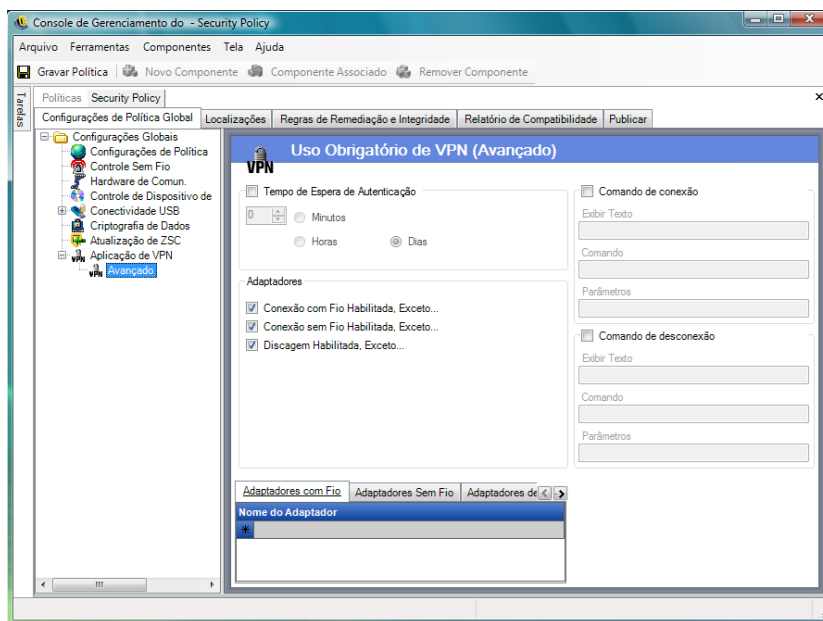 Console de Gerenciamento do - Security Policy
Arquivo Ferramentas Componentes Tela Ajuda
Gravar Política Novo Componente Componente Associado Remover Componente
Tarefas
Políticas Security Policy
Configurações de Política Global Localizações Regras de Remediação e Integridade Relatório de Compatibilidade Publicar
Configurações Globais
Configurações de Política
Controle Sem Fio
Hardware de Comun.
Controle de Dispositivo de
Conectividade USB
Criptografia de Dados
Atualização de ZSC
Aplicação de VPN
Avançado
VPN
Uso Obrigatório de VPN (Avançado)
Tempo de Espera de Autenticação
0 Minutos
Horas Dias
Adaptadores
Conexão com Fio Habilitada, Exceto...
Conexão sem Fio Habilitada, Exceto...
Discagem Habilitada, Exceto...
Comando de conexão
Exibir Texto
Comando
Parâmetros
Comando de desconexão
Exibir Texto
Comando
Parâmetros
Adaptadores com Fio Adaptadores Sem Fio Adaptadores de
Nome do Adaptador